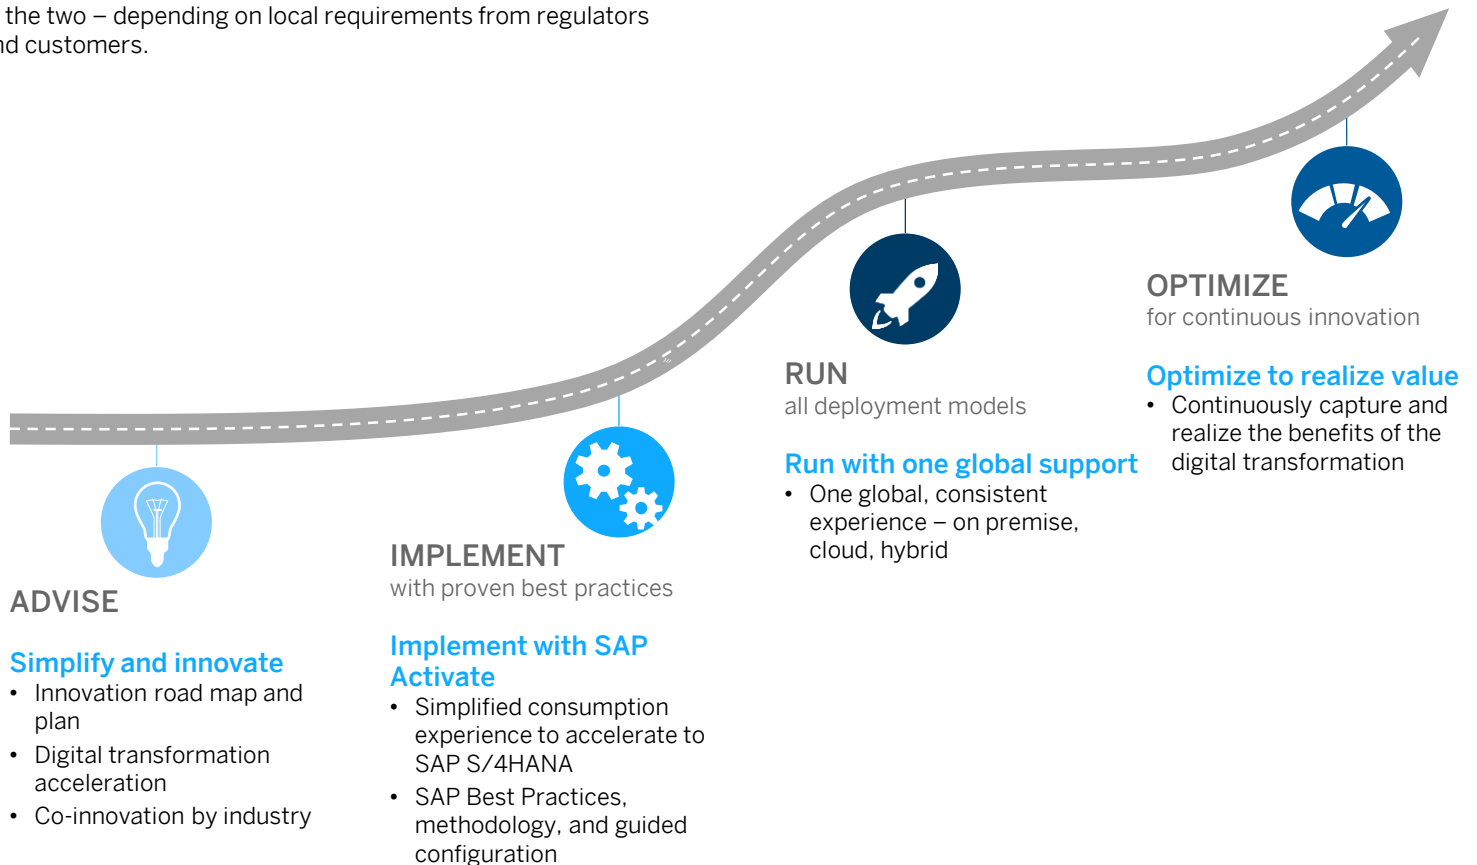 the two – depending on local requirements from regulators
nd customers.
ADVISE
Simplify and innovate
• Innovation road map and
plan
• Digital transformation
acceleration
• Co-innovation by industry
IMPLEMENT
with proven best practices
Implement with SAP
Activate
• Simplified consumption
experience to accelerate to
SAP S/4HANA
• SAP Best Practices,
methodology, and guided
configuration
RUN
all deployment models
Run with one global support
• One global, consistent
experience – on premise,
cloud, hybrid
OPTIMIZE
for continuous innovation
Optimize to realize value
• Continuously capture and
realize the benefits of the
digital transformation